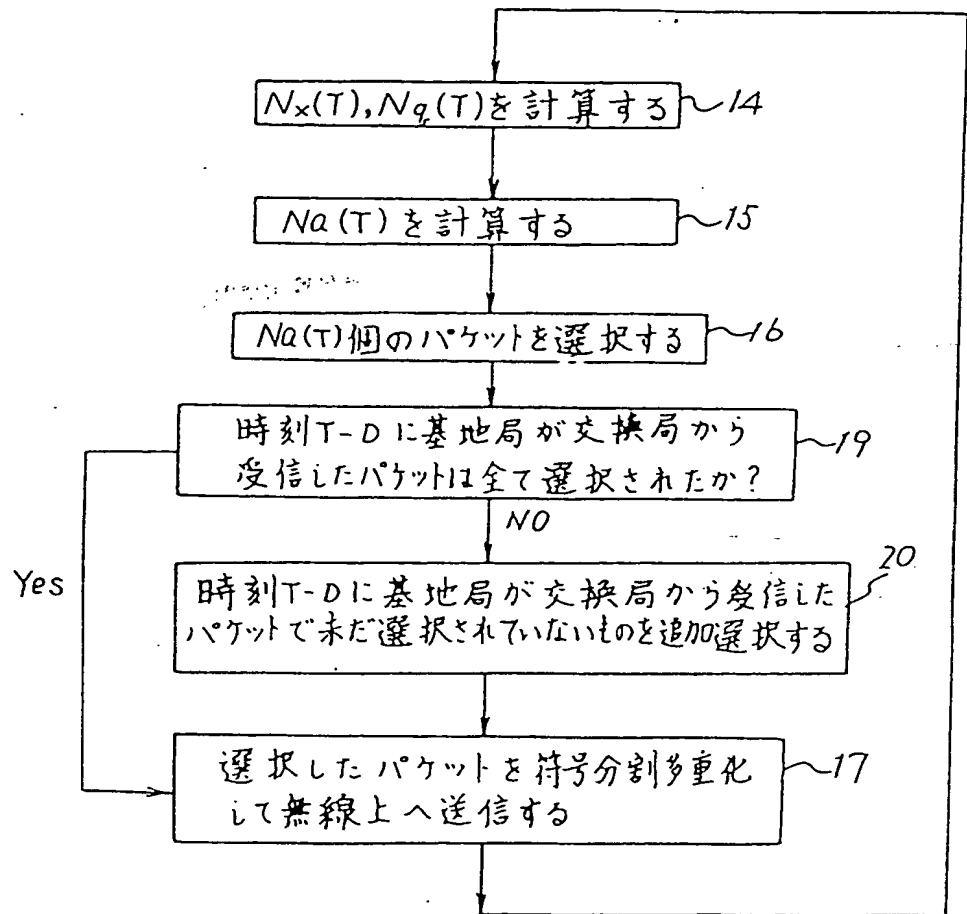 Nx(T),Nq(T)を計算する
14
Na(T)を計算する
15
Na(T)個のパケットを選択する
16
時刻T-Dに基地局が交換局から
受信したパケットは全て選択されたか?
19
NO
Yes
20
時刻T-Dに基地局が交換局から受信した
パケットで未だ選択されていないものを追加選択する
選択したパケットを符号分割多重化
して無線上へ送信する
17